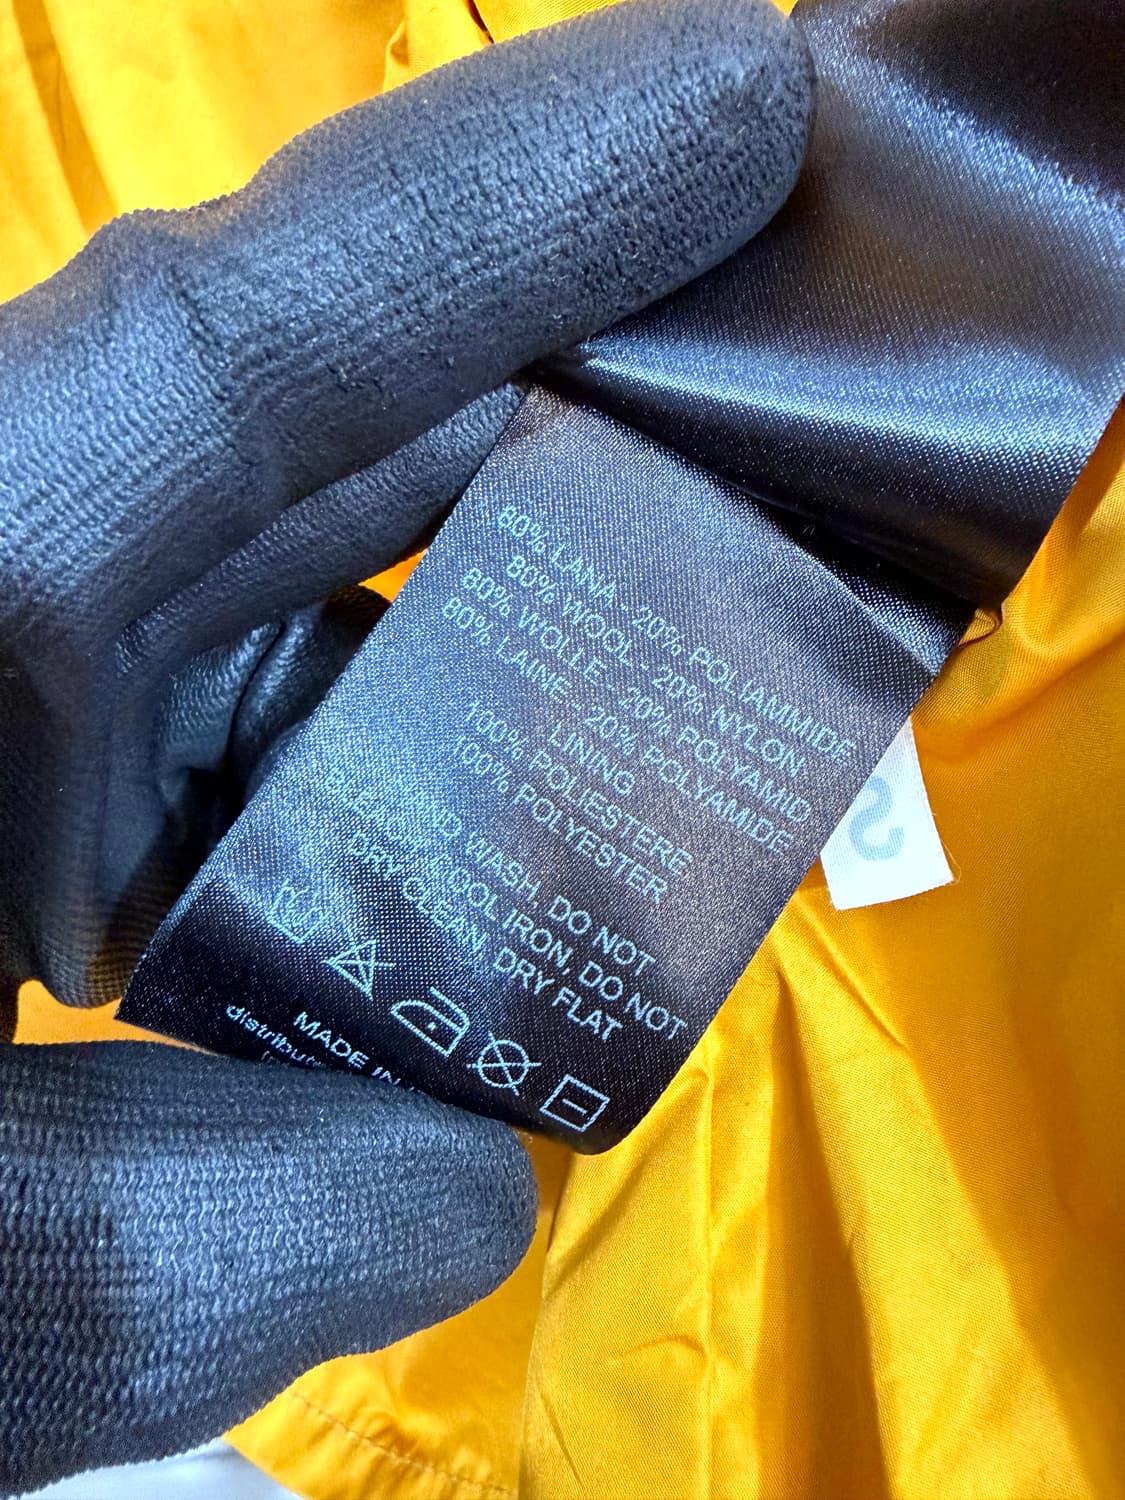 80% LANA - 20% POLIAMMIDE
80% WOOL - 20% NYLON
80% WOLLE - 20% POLYAMID
80% LAINE - 20% POLYAMIDE
LINING
100% POLIESTERE
100% POLYESTER
HAND WASH, DO NOT
BLEACH, COOL IRON, DO NOT
DRY CLEAN, DRY FLAT
MADE IN
S